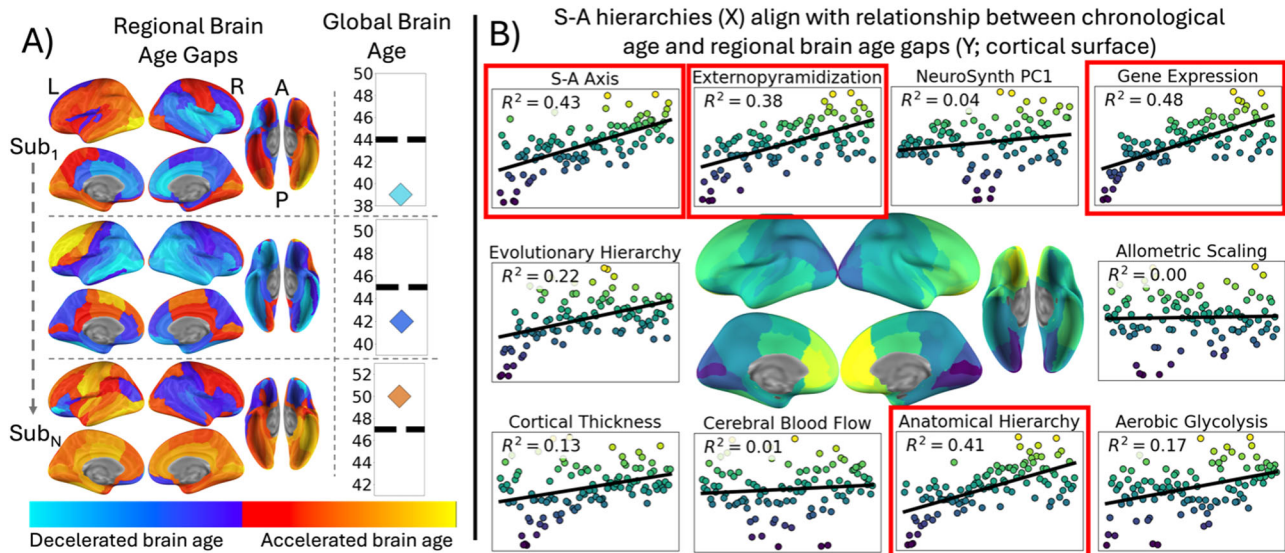 A)
Regional Brain
Age Gaps
Global Brain
Age
L
R
A
P
Sub1
SubN
50
48
46
44
42
40
38
50
48
46
44
42
40
52
50
48
46
44
42
Decelerated brain age
Accelerated brain age
B)
S-A hierarchies (X) align with relationship between chronological
age and regional brain age gaps (Y; cortical surface)
S-A Axis
R² = 0.43
Externopyramidization
R² = 0.38
NeuroSynth PC1
R² = 0.04
Gene Expression
R² = 0.48
Evolutionary Hierarchy
R² = 0.22
Allometric Scaling
R² = 0.00
Cortical Thickness
R² = 0.13
Cerebral Blood Flow
R² = 0.01
Anatomical Hierarchy
R² = 0.41
Aerobic Glycolysis
R² = 0.17